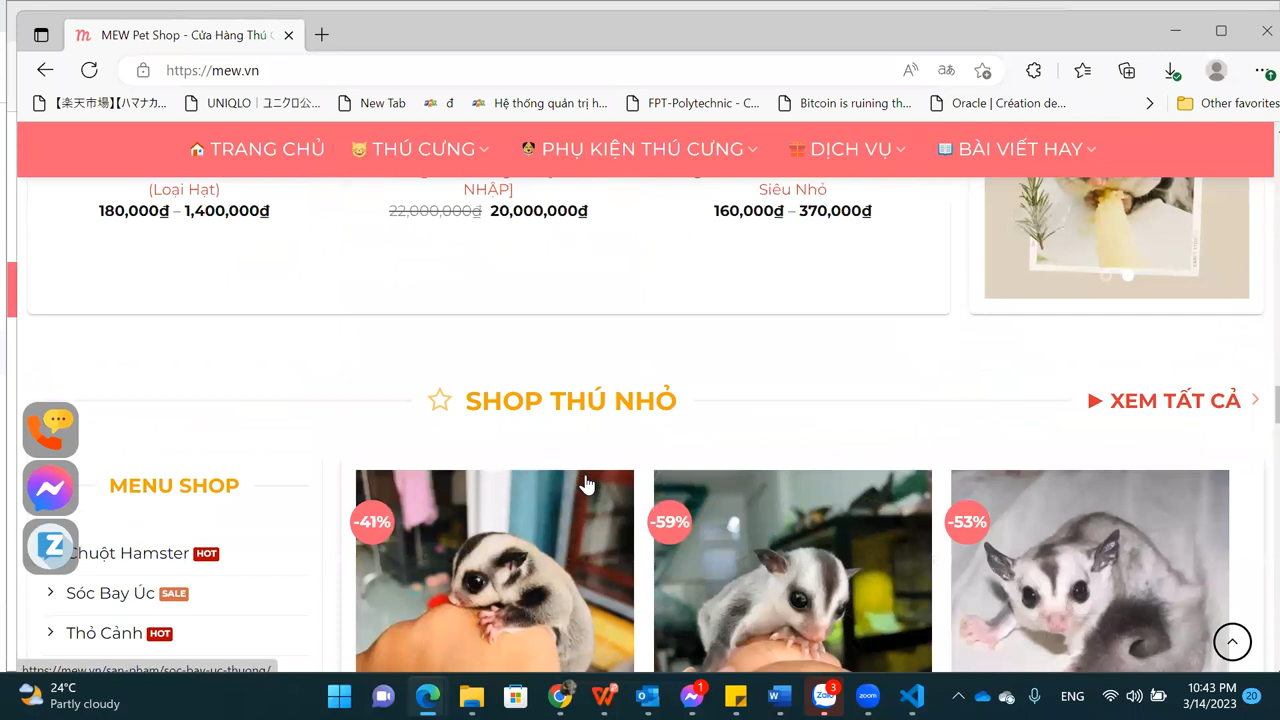 MEW Pet Shop - Cửa Hàng Thú C
https://mew.vn
【楽天市場】【ハマナカ...
UNIQLO｜ユニクロ公...
New Tab
đ
Hệ thống quản trị h...
FPT-Polytechnic - C...
Bitcoin is ruining th...
Oracle | Création de...
Other favorites
TRANG CHỦ
THÚ CƯNG
PHỤ KIỆN THÚ CƯNG
DỊCH VỤ
BÀI VIẾT HAY
(Loại Hạt)
NHẬP]
Siêu Nhỏ
180,000₫ – 1,400,000₫
22,000,000₫ 20,000,000₫
160,000₫ – 370,000₫
SHOP THÚ NHỎ
XEM TẤT CẢ
MENU SHOP
-41%
-59%
-53%
Chuột Hamster HOT
Sóc Bay Úc SALE
Thỏ Cảnh HOT
https://mew.vn/san-pham/soc-bay-uc-thuong/
24°C
Partly cloudy
1
Zalo
3
zoom
ENG
10:43 PM
3/14/2023
20